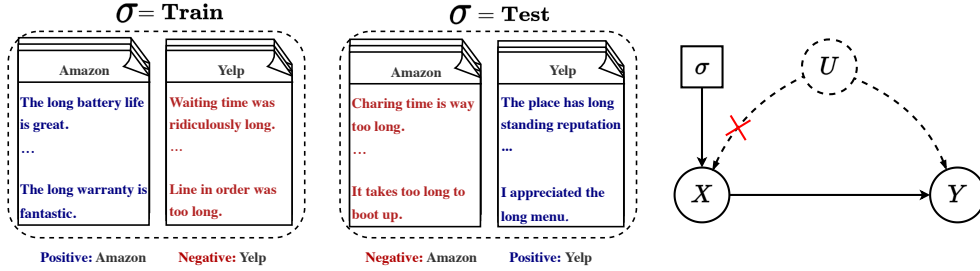 σ = Train
Amazon
The long battery life
is great.
...
The long warranty is
fantastic.
Yelp
Waiting time was
ridiculously long.
...
Line in order was
too long.
Positive: Amazon
Negative: Yelp
σ = Test
Amazon
Charing time is way
too long.
...
It takes too long to
boot up.
Yelp
The place has long
standing reputation
...
I appreciated the
long menu.
Negative: Amazon
Positive: Yelp
σ
U
X
Y